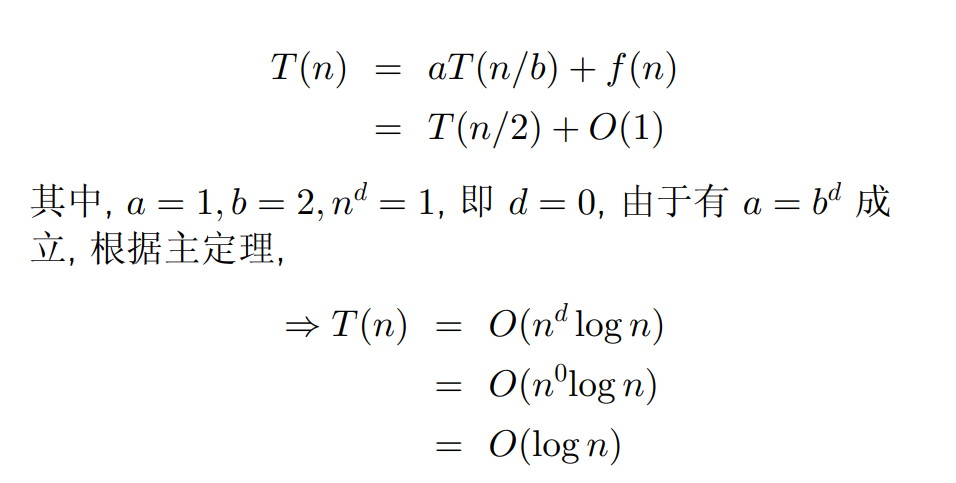 T(n) = aT(n/b) + f(n)
= T(n/2) + O(1)
其中, a = 1, b = 2, n^d = 1, 即 d = 0, 由于有 a = b^d 成
立, 根据主定理,
⇒ T(n) = O(n^d log n)
= O(n^0 log n)
= O(log n)